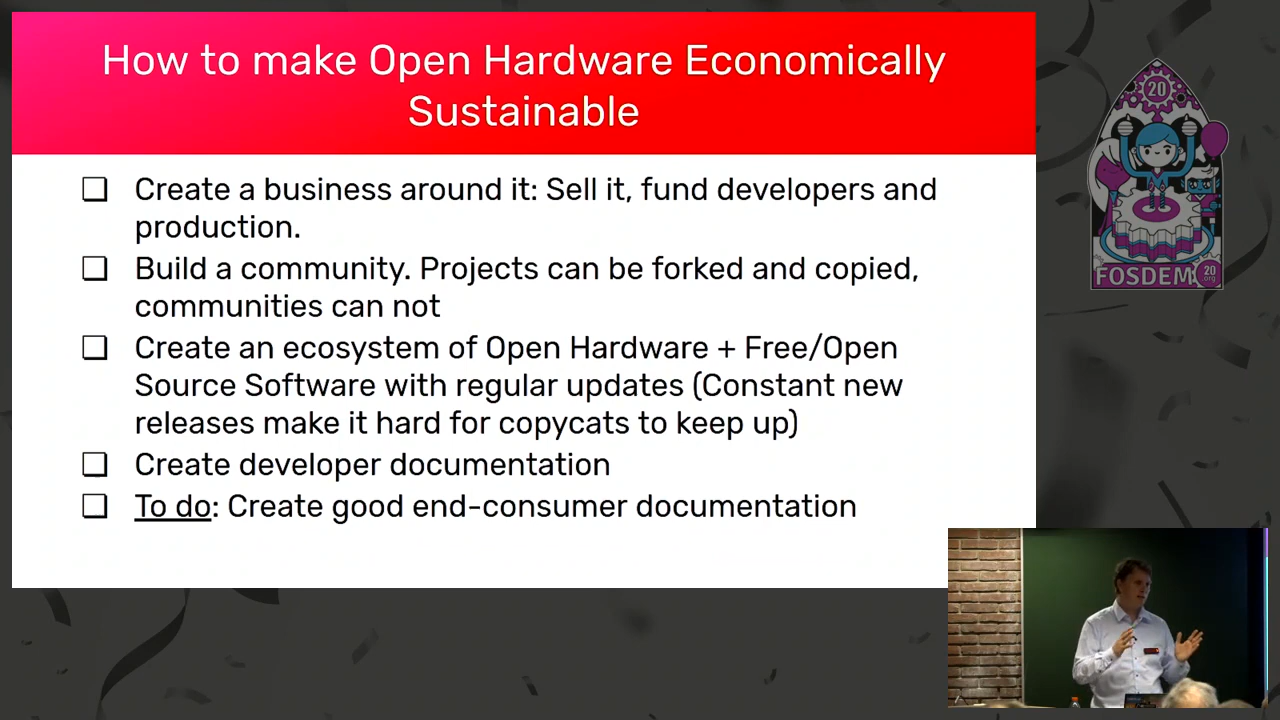 How to make Open Hardware Economically
Sustainable
❑ Create a business around it: Sell it, fund developers and
production.
❑ Build a community. Projects can be forked and copied,
communities can not
❑ Create an ecosystem of Open Hardware + Free/Open
Source Software with regular updates (Constant new
releases make it hard for copycats to keep up)
❑ Create developer documentation
❑ To do: Create good end-consumer documentation
20
FOSDEM
20
.org